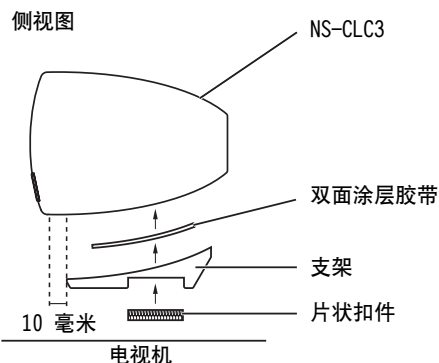 侧视图
NS-CLC3
双面涂层胶带
支架
片状扣件
10 毫米
电视机